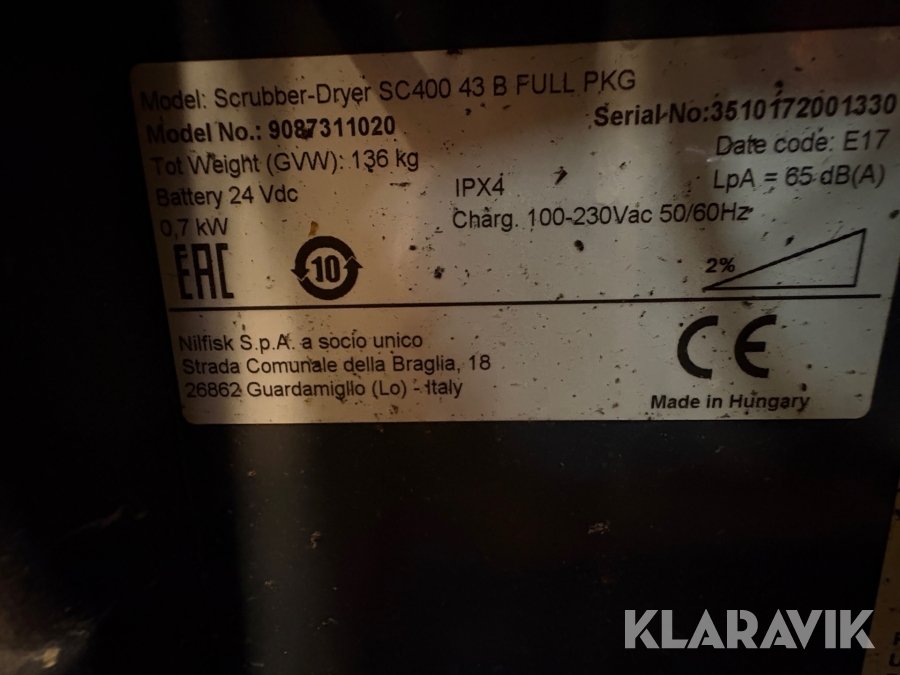 Model: Scrubber-Dryer SC400 43 B FULL PKG
Model No.: 9087311020
Serial-No:3510172001330
Tot Weight (GVW): 136 kg
Date code: E17
Battery 24 Vdc
IPX4
LpA = 65 dB(A)
0,7 kW
Charg. 100-230Vac 50/60Hz
EAC
10
2%
Nilfisk S.p.A. a socio unico
Strada Comunale della Braglia, 18
26862 Guardamiglio (Lo) - Italy
CE
Made in Hungary
KLARAVIK